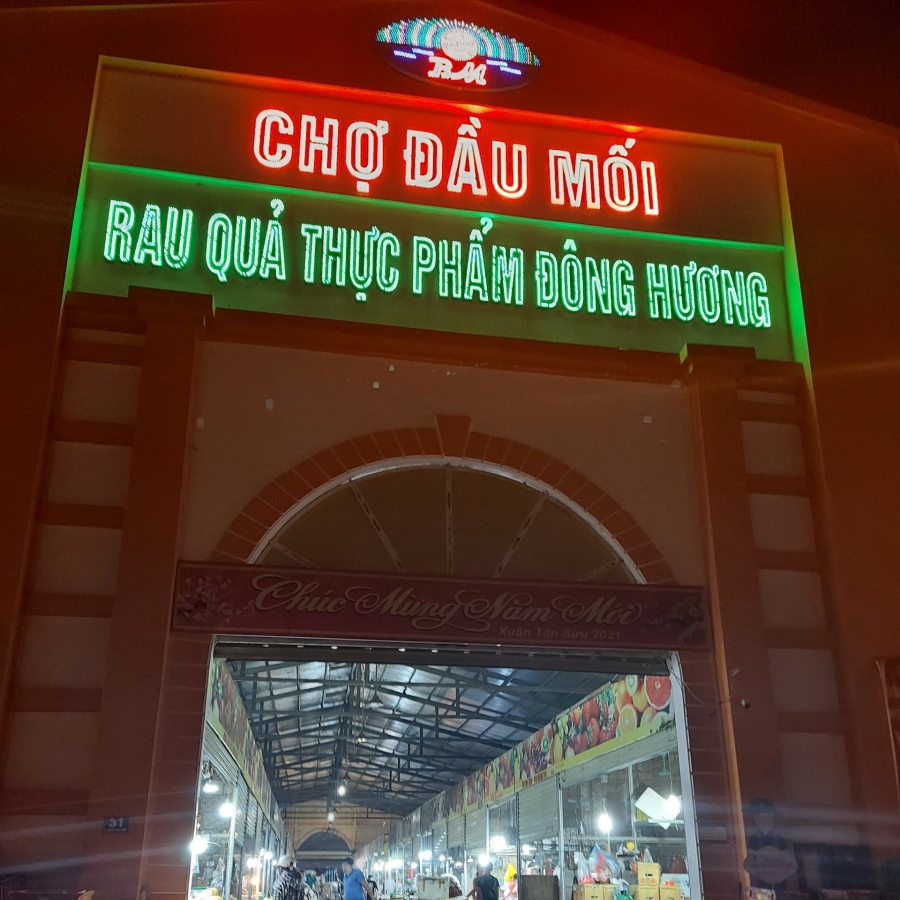 BM
CHỢ ĐẦU MỐI
RAU QUẢ THỰC PHẨM ĐÔNG HƯƠNG
Chúc Mừng Năm Mới
Xuân Tân Sửu 2021
31